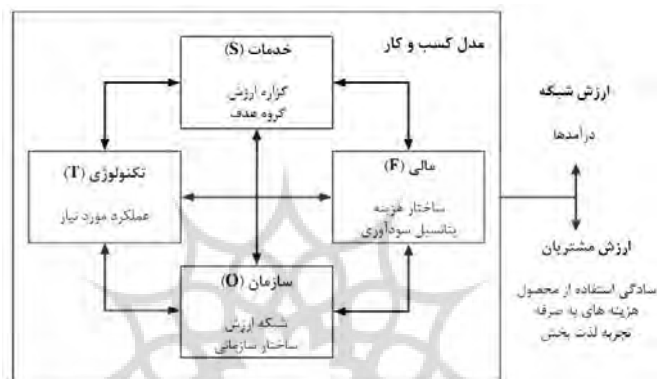 مدل کسب و کار
خدمات (S)
گزاره ارزش
گروه هدف
تکنولوژی (T)
عملکرد مورد نیاز
مالی (F)
ساختار هزینه
پتانسیل سودآوری
سازمان (O)
شبکه ارزش
ساختار سازمانی
ارزش شبکه
درآمدها
ارزش مشتریان
سادگی استفاده از محصول
هزینه های به صرفه
تجربه لذت بخش